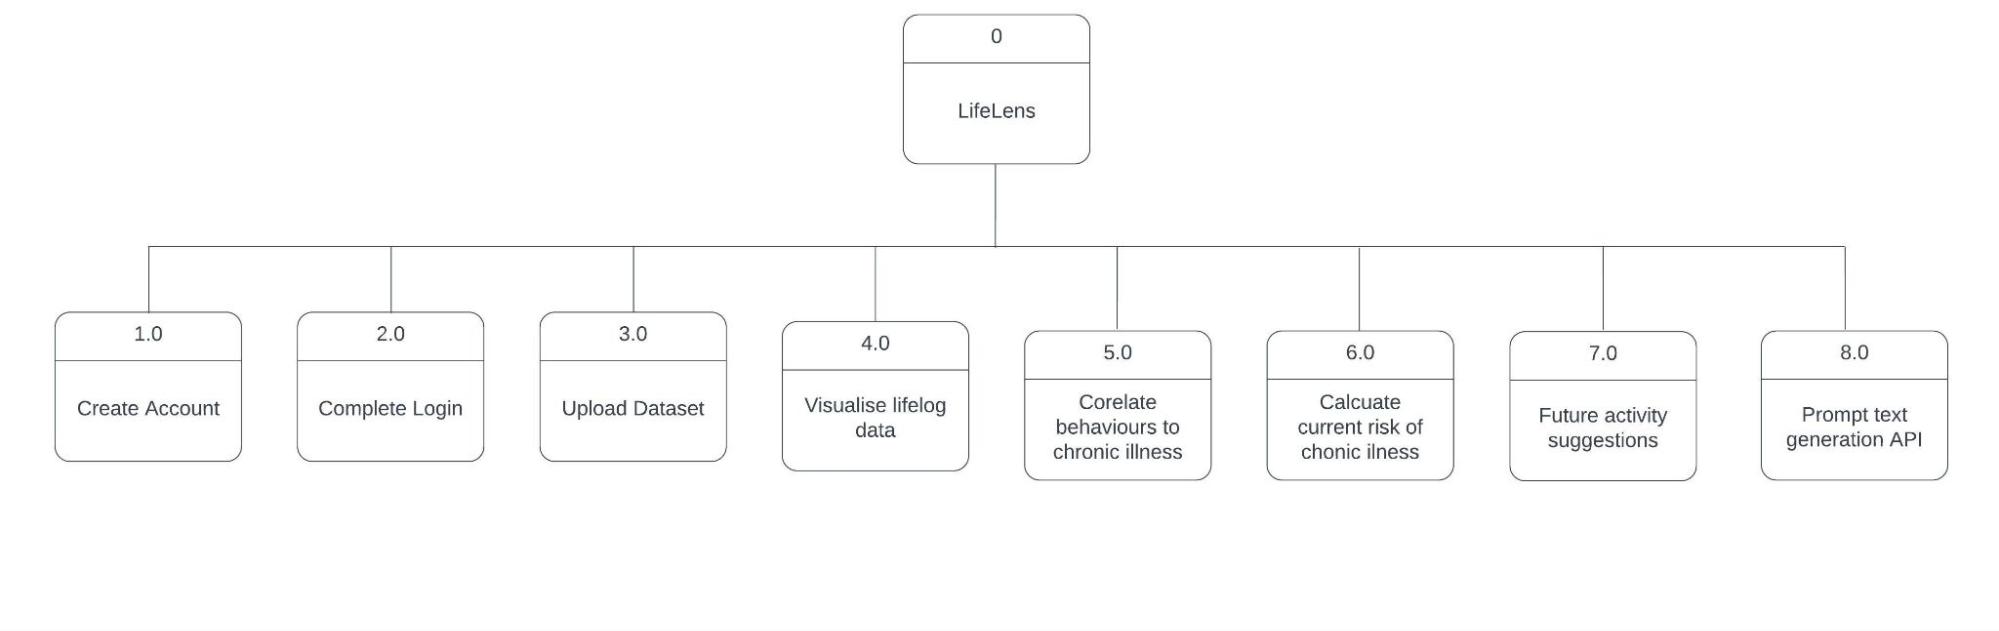 0
LifeLens
1.0
Create Account
2.0
Complete Login
3.0
Upload Dataset
4.0
Visualise lifelog
data
5.0
Corelate
behaviours to
chronic illness
6.0
Calcuate
current risk of
chonic ilness
7.0
Future activity
suggestions
8.0
Prompt text
generation API